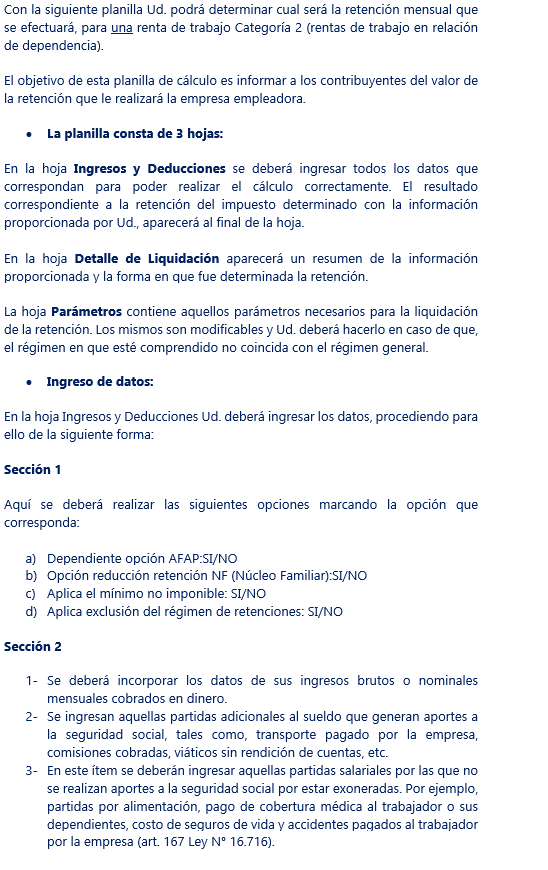 Con la siguiente planilla Ud. podrá determinar cual será la retención mensual que
se efectuará, para una renta de trabajo Categoría 2 (rentas de trabajo en relación
de dependencia).
El objetivo de esta planilla de cálculo es informar a los contribuyentes del valor de
la retención que le realizará la empresa empleadora.
• La planilla consta de 3 hojas:
En la hoja Ingresos y Deducciones se deberá ingresar todos los datos que
correspondan para poder realizar el cálculo correctamente. El resultado
correspondiente a la retención del impuesto determinado con la información
proporcionada por Ud., aparecerá al final de la hoja.
En la hoja Detalle de Liquidación aparecerá un resumen de la información
proporcionada y la forma en que fue determinada la retención.
La hoja Parámetros contiene aquellos parámetros necesarios para la liquidación
de la retención. Los mismos son modificables y Ud. deberá hacerlo en caso de que,
el régimen en que esté comprendido no coincida con el régimen general.
• Ingreso de datos:
En la hoja Ingresos y Deducciones Ud. deberá ingresar los datos, procediendo para
ello de la siguiente forma:
Sección 1
Aquí se deberá realizar las siguientes opciones marcando la opción que
corresponda:
a) Dependiente opción AFAP:SI/NO
b) Opción reducción retención NF (Núcleo Familiar):SI/NO
c) Aplica el mínimo no imponible: SI/NO
d) Aplica exclusión del régimen de retenciones: SI/NO
Sección 2
1- Se deberá incorporar los datos de sus ingresos brutos o nominales
mensuales cobrados en dinero.
2- Se ingresan aquellas partidas adicionales al sueldo que generan aportes a
la seguridad social, tales como, transporte pagado por la empresa,
comisiones cobradas, viáticos sin rendición de cuentas, etc.
3- En este ítem se deberán ingresar aquellas partidas salariales por las que no
se realizan aportes a la seguridad social por estar exoneradas. Por ejemplo,
partidas por alimentación, pago de cobertura médica al trabajador o sus
dependientes, costo de seguros de vida y accidentes pagados al trabajador
por la empresa (art. 167 Ley N° 16.716).